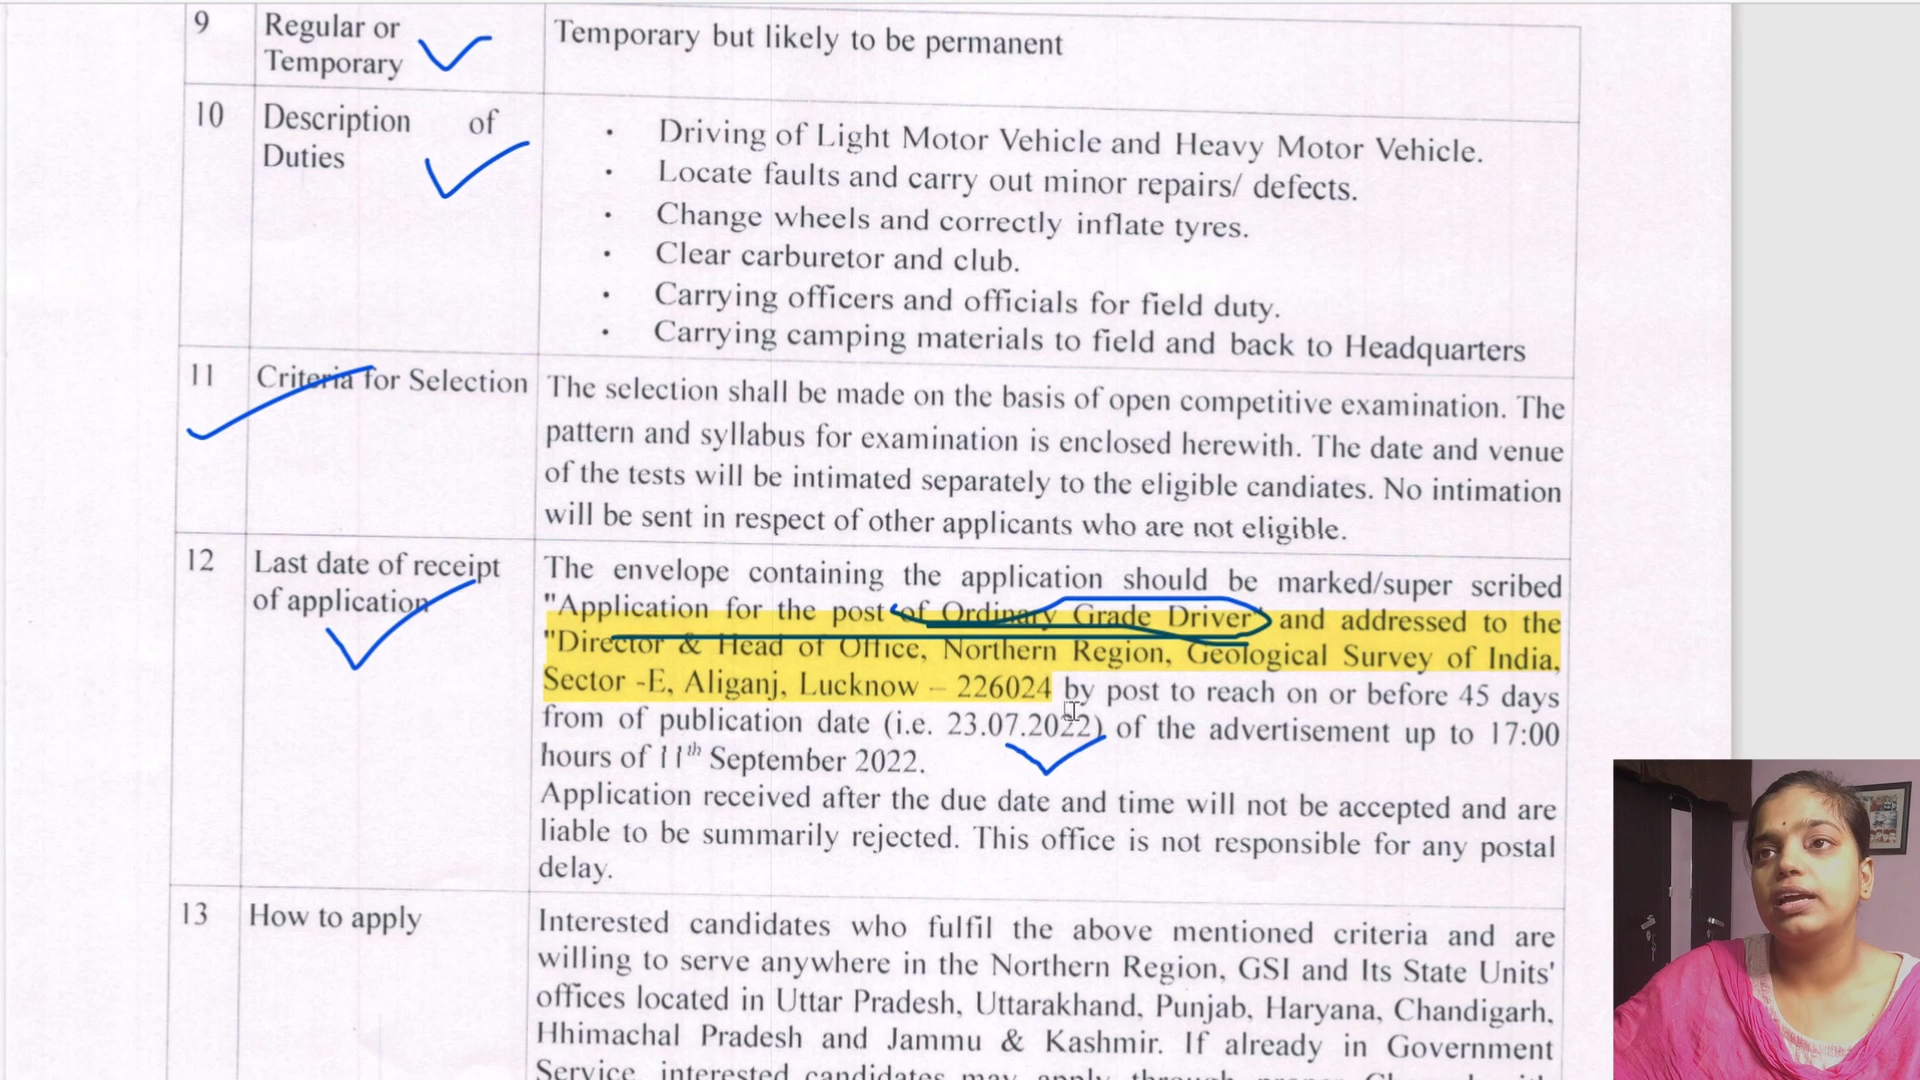 9 Regular or Temporary but likely to be permanent
Temporary
10 Description of
Duties
• Driving of Light Motor Vehicle and Heavy Motor Vehicle.
• Locate faults and carry out minor repairs/ defects.
• Change wheels and correctly inflate tyres.
• Clear carburetor and club.
• Carrying officers and officials for field duty.
• Carrying camping materials to field and back to Headquarters
11 Criteria for Selection The selection shall be made on the basis of open competitive examination. The
pattern and syllabus for examination is enclosed herewith. The date and venue
of the tests will be intimated separately to the eligible candiates. No intimation
will be sent in respect of other applicants who are not eligible.
12 Last date of receipt
of application
The envelope containing the application should be marked/super scribed
"Application for the post of Ordinary Grade Driver" and addressed to the
"Director & Head of Office, Northern Region, Geological Survey of India,
Sector -E, Aliganj, Lucknow – 226024 by post to reach on or before 45 days
from of publication date (i.e. 23.07.2022) of the advertisement up to 17:00
hours of 11th September 2022.
Application received after the due date and time will not be accepted and are
liable to be summarily rejected. This office is not responsible for any postal
delay.
13 How to apply
Interested candidates who fulfil the above mentioned criteria and are
willing to serve anywhere in the Northern Region, GSI and Its State Units'
offices located in Uttar Pradesh, Uttarakhand, Punjab, Haryana, Chandigarh,
Hhimachal Pradesh and Jammu & Kashmir. If already in Government
Service, interested candidates may apply through proper